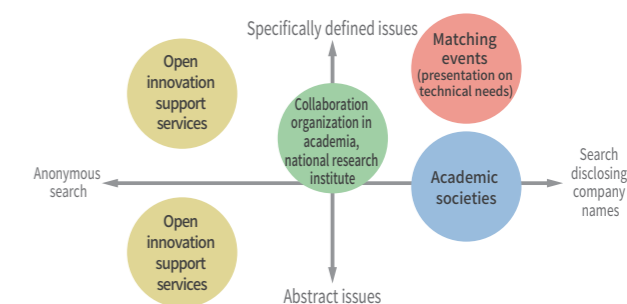 Specifically defined issues
Matching
events
(presentation on
technical needs)
Open
innovation
support
services
Collaboration
organization in
academia,
national research
institute
Anonymous
search
Academic
societies
Search
disclosing
company
names
Open
innovation
support
services
Abstract issues